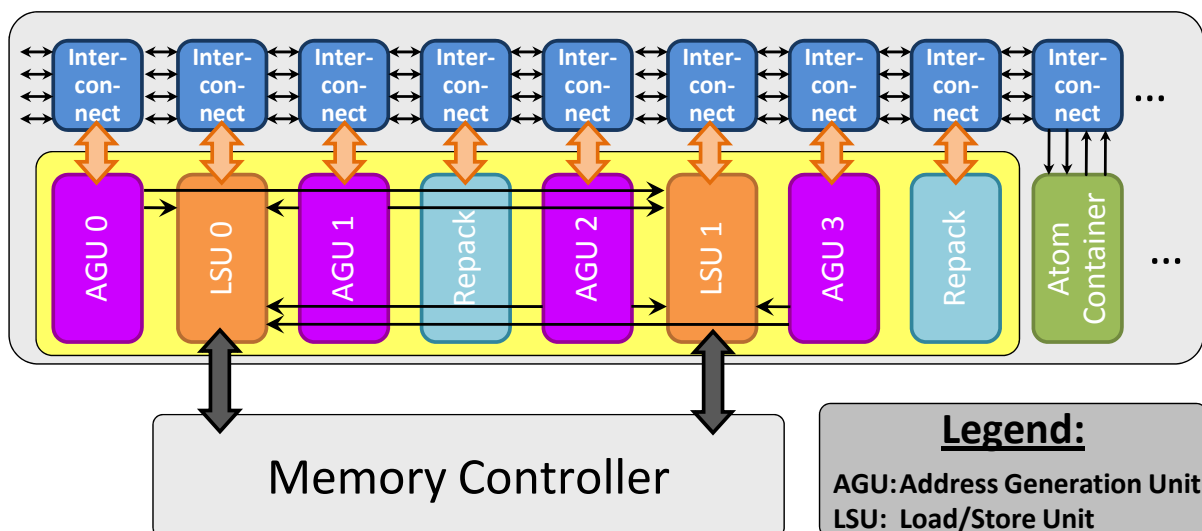 Inter-
con-
nect
Inter-
con-
nect
Inter-
con-
nect
Inter-
con-
nect
Inter-
con-
nect
Inter-
con-
nect
Inter-
con-
nect
Inter-
con-
nect
Inter-
con-
nect
...
AGU 0
LSU 0
AGU 1
Repack
AGU 2
LSU 1
AGU 3
Repack
Atom
Container
...
Memory Controller
Legend:
AGU: Address Generation Unit
LSU: Load/Store Unit